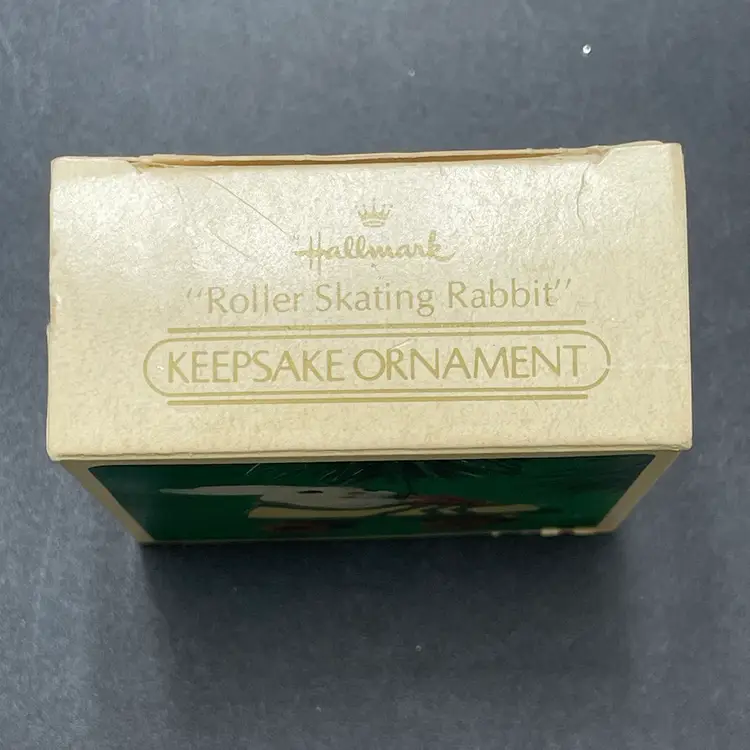 Hallmark
"Roller Skating Rabbit"
KEEPSAKE ORNAMENT